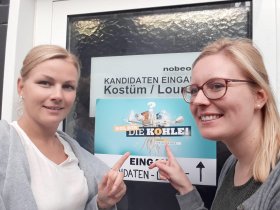 nobeo
KANDIDATEN EINGA
Kostüm / Lou
DIE KOHLE!
EINGA
DATEN -